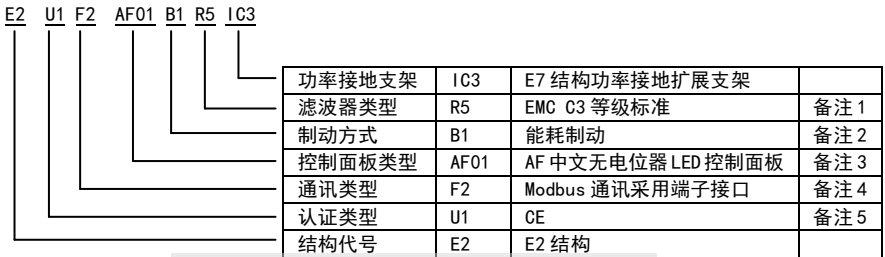 E2 U1 F2 AF01 B1 R5 IC3
功率接地支架 IC3 E7 结构功率接地扩展支架
滤波器类型 R5 EMC C3 等级标准 备注 1
制动方式 B1 能耗制动 备注 2
控制面板类型 AF01 AF 中文无电位器 LED 控制面板 备注 3
通讯类型 F2 Modbus 通讯采用端子接口 备注 4
认证类型 U1 CE 备注 5
结构代号 E2 E2 结构